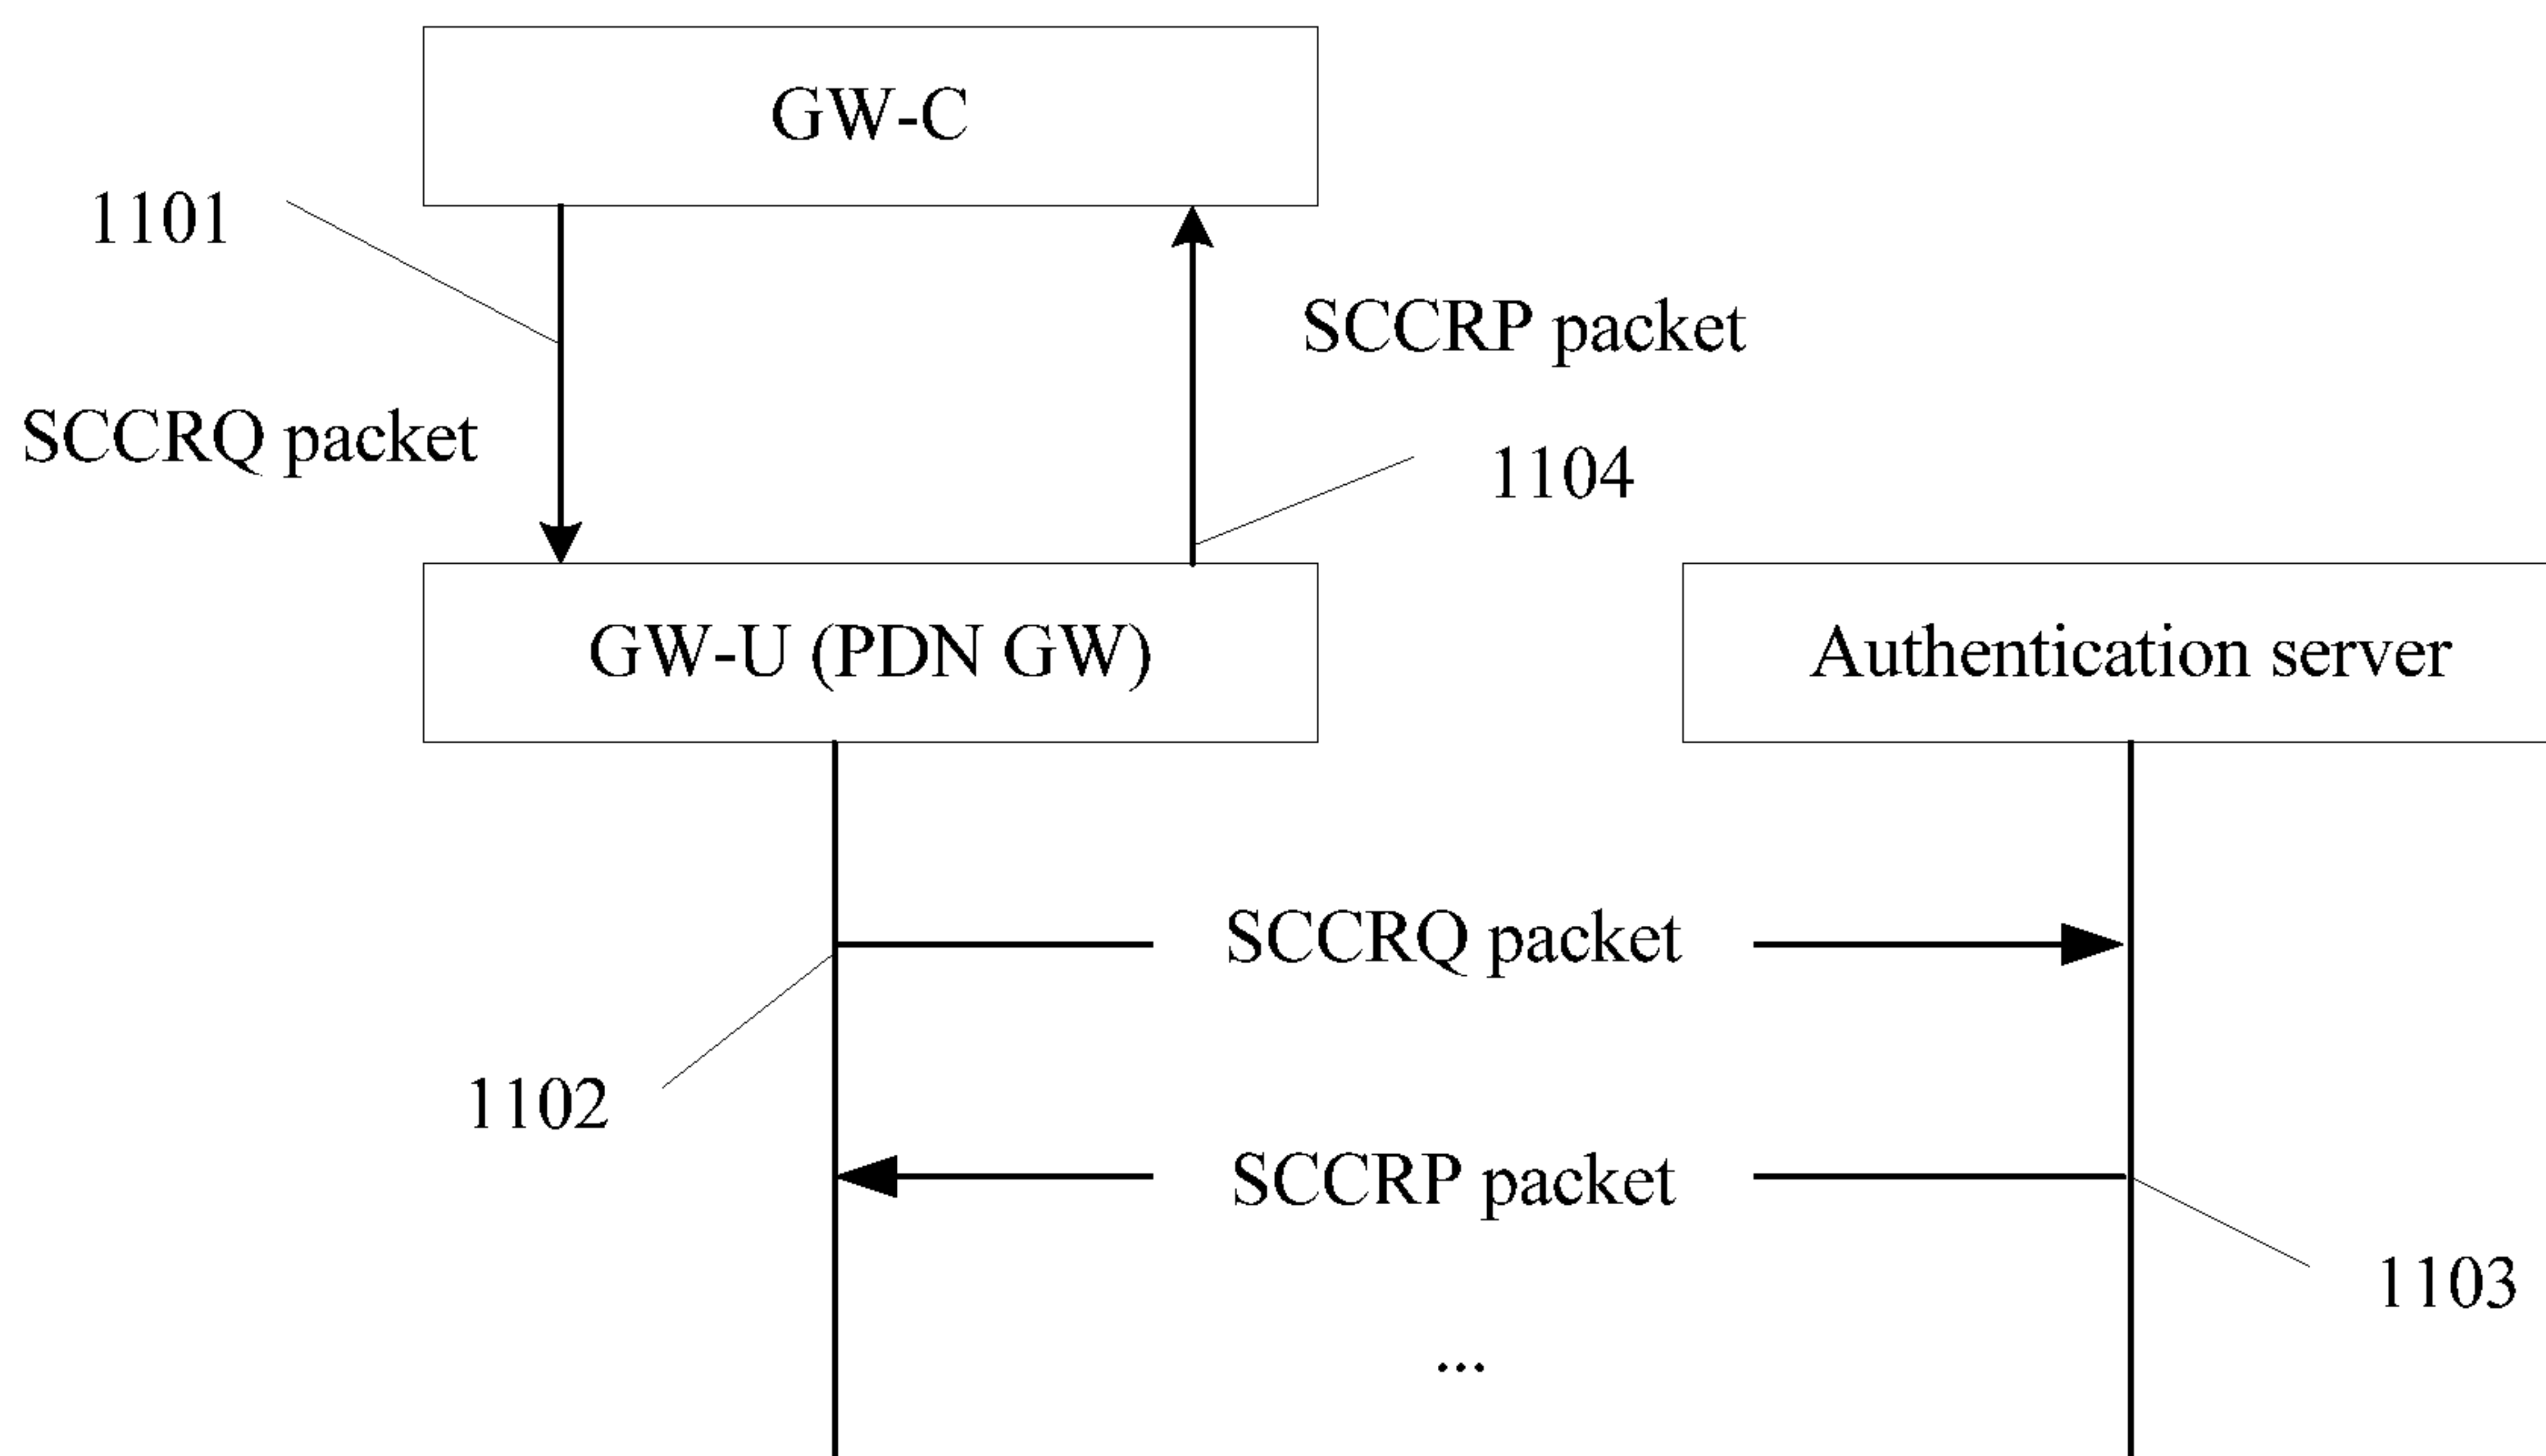 GW-C
1101
SCCRP packet
SCCRQ packet
1104
GW-U (PDN GW)
Authentication server
SCCRQ packet
1102
SCCRP packet
1103
...